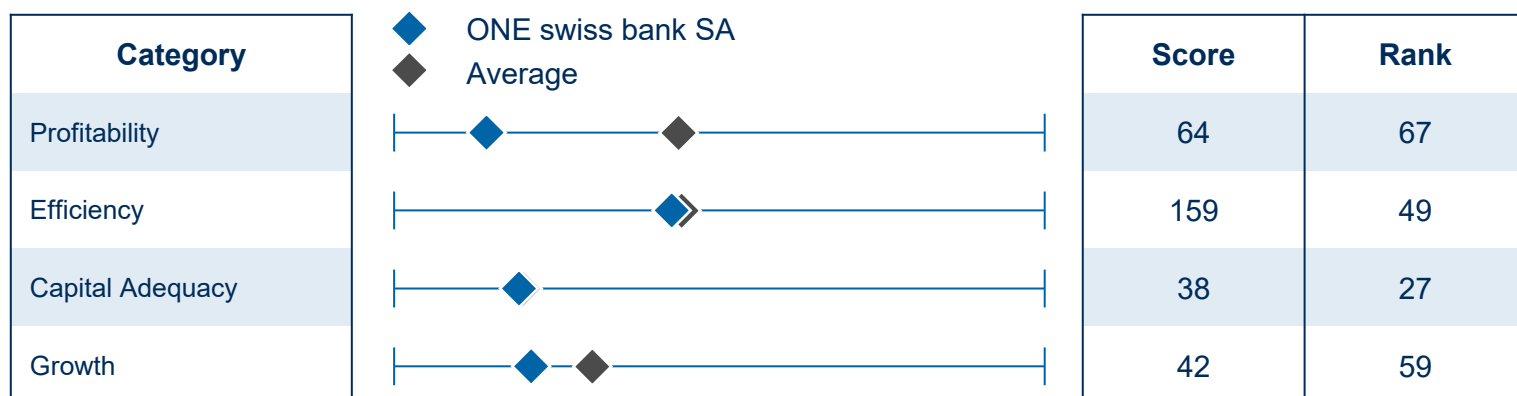 Category
ONE swiss bank SA
Average
Score Rank
Profitability 64 67
Efficiency 159 49
Capital Adequacy 38 27
Growth 42 59